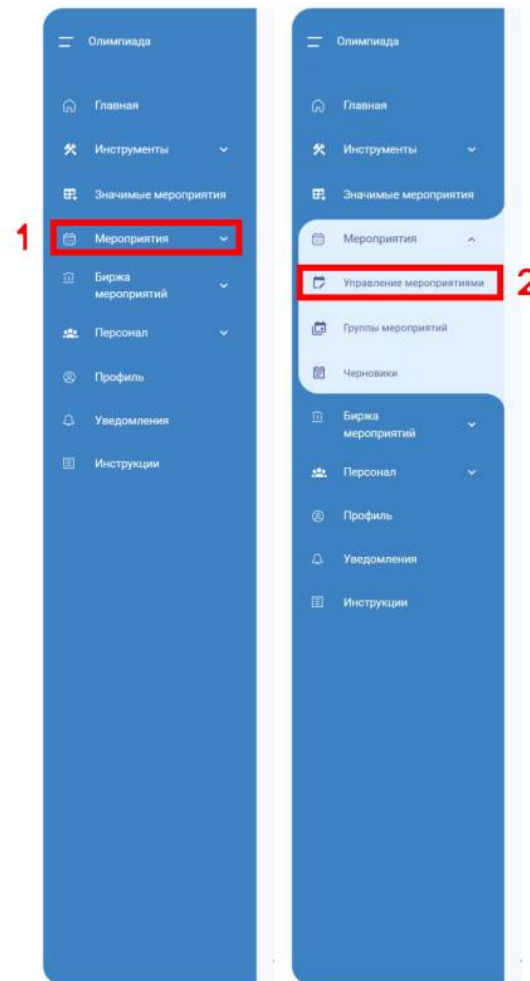 Олимпиада
Главная
Инструменты
Значимые мероприятия
1
Мероприятия
Биржа
мероприятий
Персонал
Профиль
Уведомления
Инструкции
Олимпиада
Главная
Инструменты
Значимые мероприятия
Мероприятия
Управление мероприятиями
2
Группы мероприятий
Черновики
Биржа
мероприятий
Персонал
Профиль
Уведомления
Инструкции